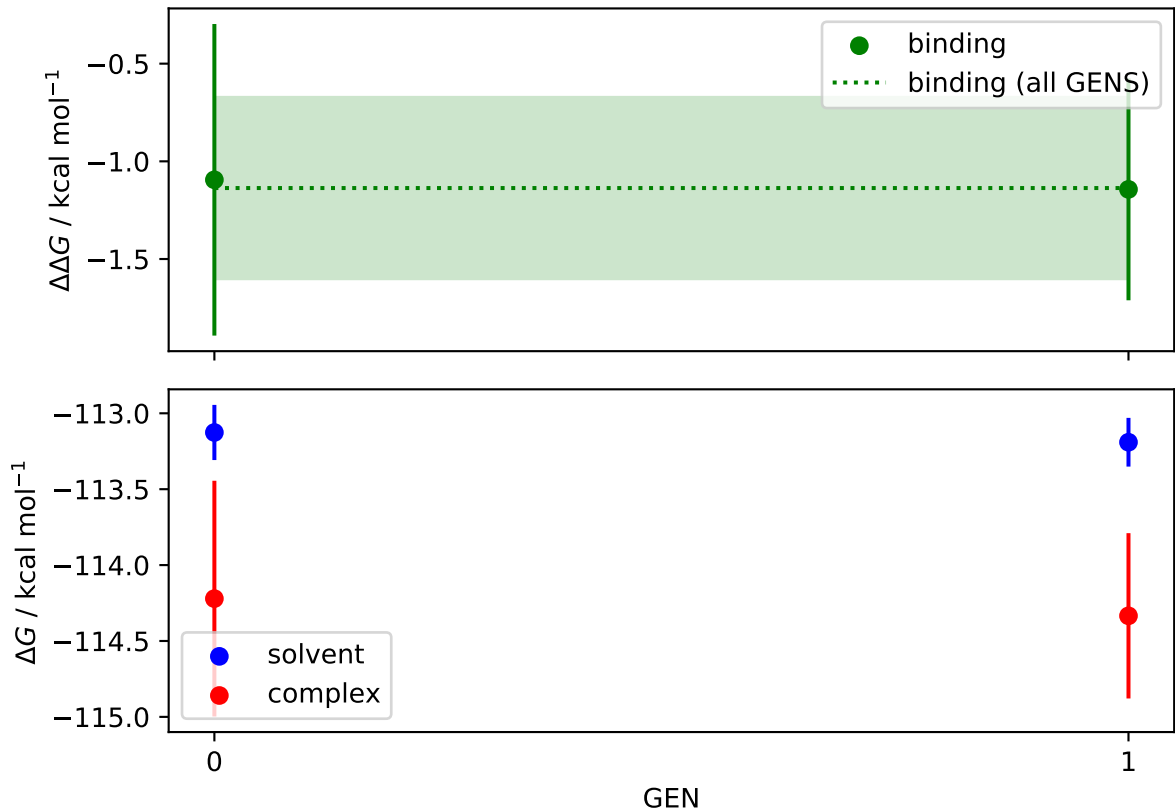 ΔΔG / kcal mol⁻¹
−0.5
−1.0
−1.5
binding
binding (all GENS)
ΔG / kcal mol⁻¹
−113.0
−113.5
−114.0
−114.5
−115.0
solvent
complex
0
1
GEN